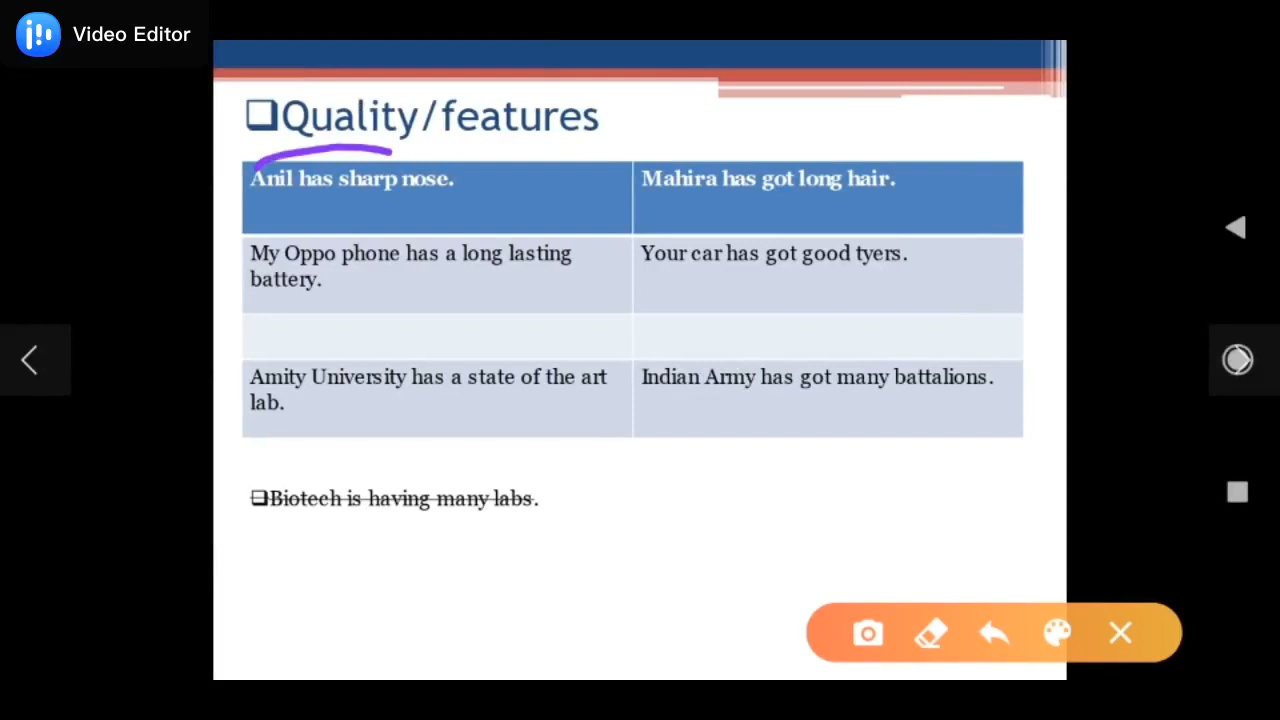 Video Editor
❑Quality/features
Anil has sharp nose.
Mahira has got long hair.
My Oppo phone has a long lasting
battery.
Your car has got good tyers.
Amity University has a state of the art
lab.
Indian Army has got many battalions.
❑Biotech is having many labs.